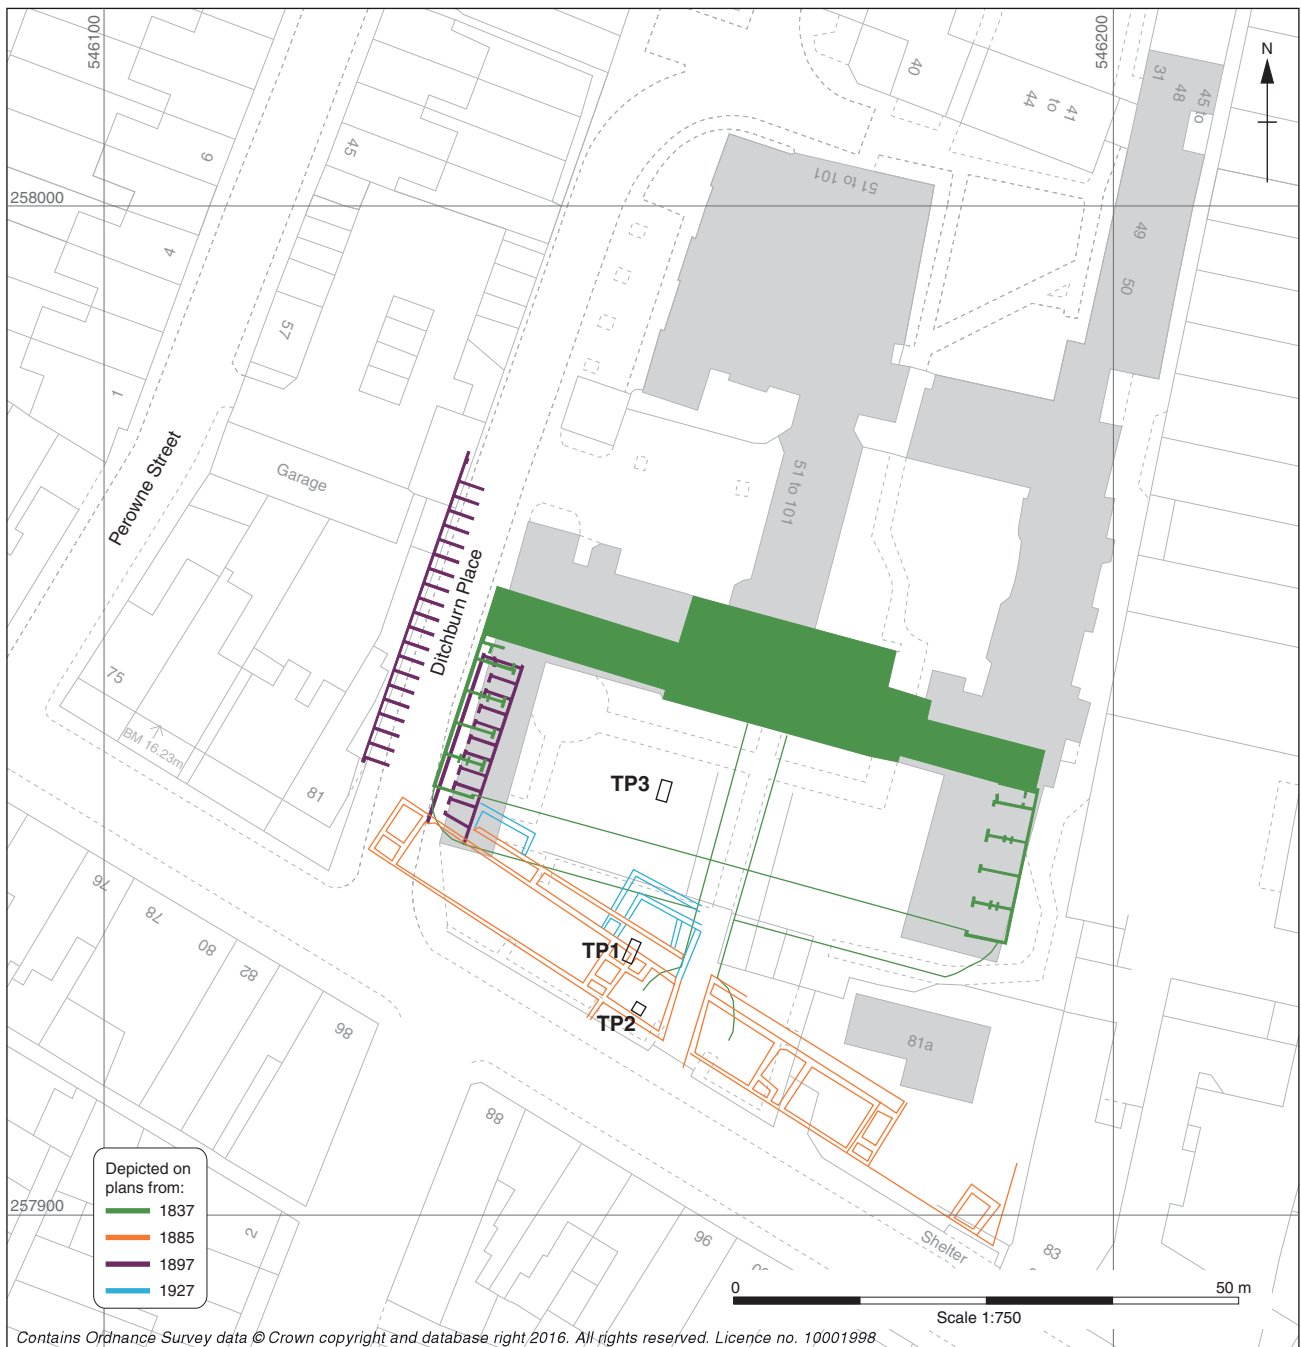 546100
546200
N
40
41
to
44
31
48
45 to
9
45
51 to 101
258000
4
49
50
57
1
Perowne Street
Garage
51 to 101
Ditchburn Place
75
BM 16.23m
81
TP3
76
78
80
82
86
TP1
TP2
81a
88
Depicted on
plans from:
1837
1885
1897
1927
257900
2
96
Shelter
83
0
50 m
Scale 1:750
Contains Ordnance Survey data © Crown copyright and database right 2016. All rights reserved. Licence no. 10001998